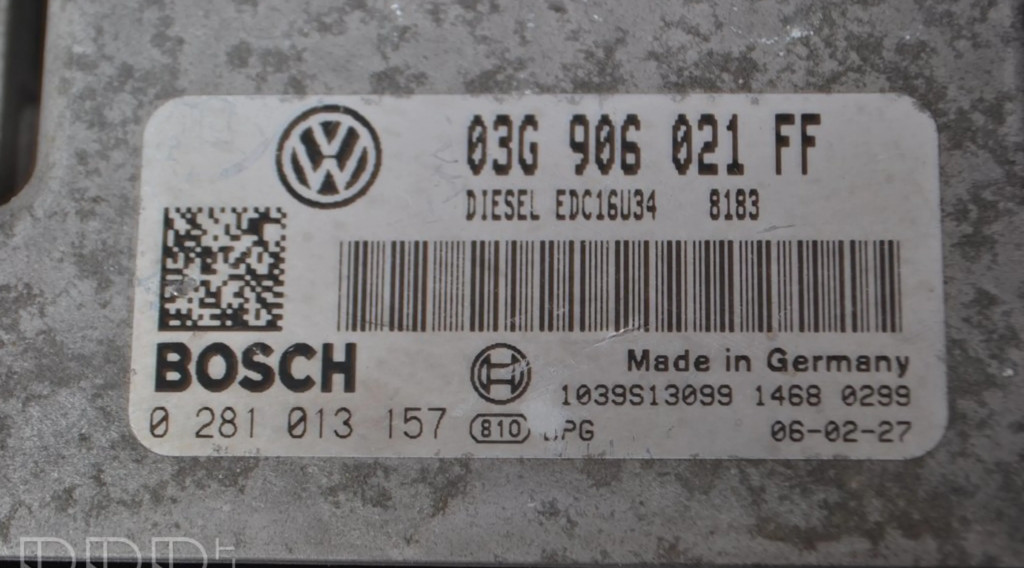 03G 906 021 FF
DIESEL EDC16U34 8183
BOSCH
Made in Germany
1039S13099 1468 0299
0 281 013 157
810
06-02-27